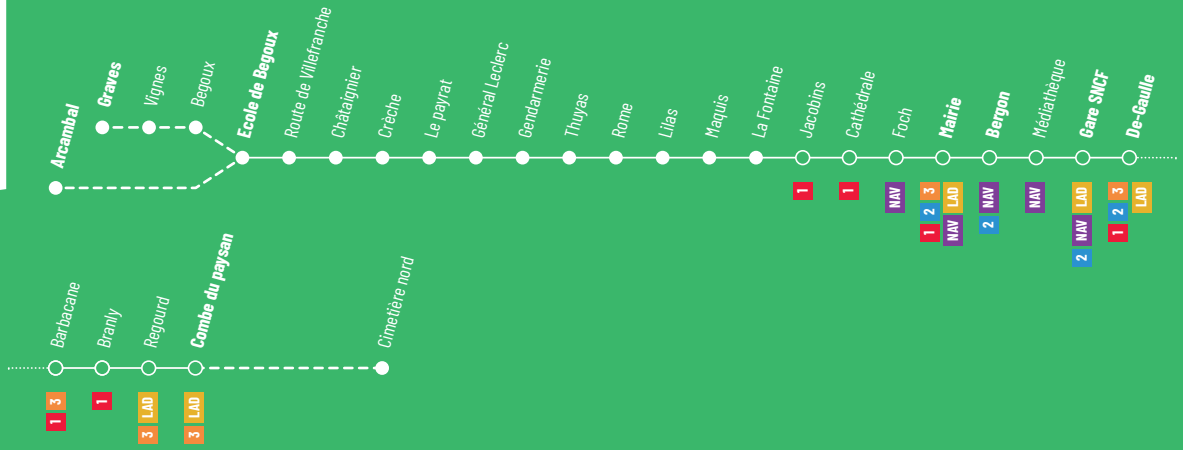 Arcambal
Graves
Vignes
Begoux
Ecole de Begoux
Route de Villefranche
Châtaignier
Crèche
Le payrat
Général Leclerc
Gendarmerie
Thuyas
Rome
Lilas
Maquis
La Fontaine
Jacobins
Cathédrale
Foch
Mairie
Bergon
Médiathèque
Gare SNCF
De-Gaulle
1
1
NAV
1 2 3
NAV LAD
2 NAV
NAV
2 NAV LAD
1 2 3
LAD
Barbacane
Branly
Regourd
Combe du paysan
Cimetière nord
1 3
1
3 LAD
3 LAD